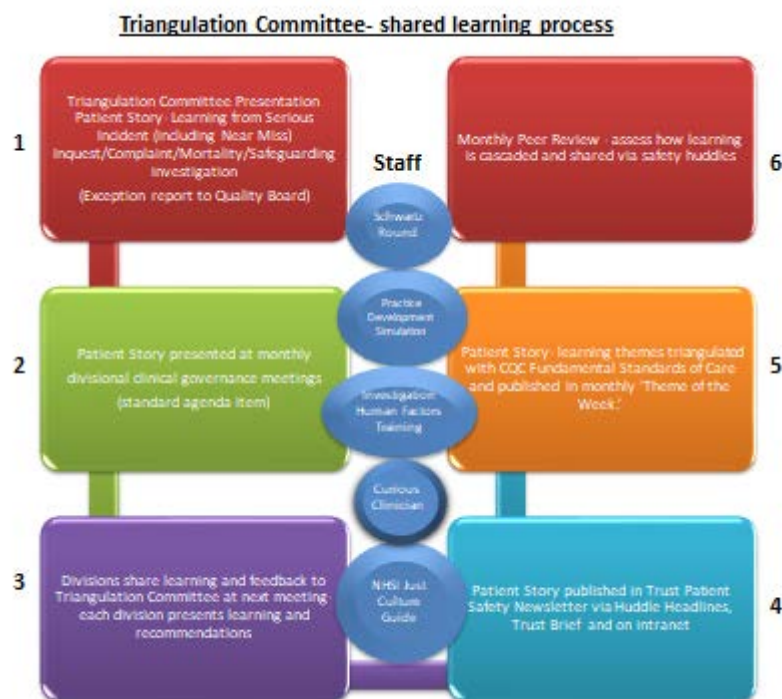 Triangulation Committee- shared learning process
1
Triangulation Committee Presentation
Patient Story- Learning from Serious
Incident (Including Near Miss)
Inquest/Complaint/Mortality/Safeguarding
Investigation
(Exception report to Quality Board)
2
Patient Story presented at monthly
divisional clinical governance meetings
(standard agenda item)
3
Divisions share learning and feedback to
Triangulation Committee at next meeting-
each division presents learning and
recommendations
Staff
Schwartz
Round
Practice
Development
Simulation
Investigation
Human Factors
Training
Curious
Clinician
NHSI Just
Culture
Guide
4
Patient Story published in Trust Patient
Safety Newsletter via Huddle Headlines,
Trust Brief and on intranet
5
Patient Story- learning themes triangulated
with CQC Fundamental Standards of Care
and published in monthly 'Theme of the
Week.'
6
Monthly Peer Review - assess how learning
is cascaded and shared via safety huddles